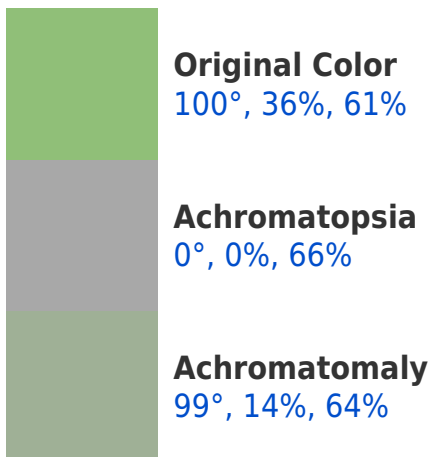 Original Color
100°, 36%, 61%
Achromatopsia
0°, 0%, 66%
Achromatomaly
99°, 14%, 64%